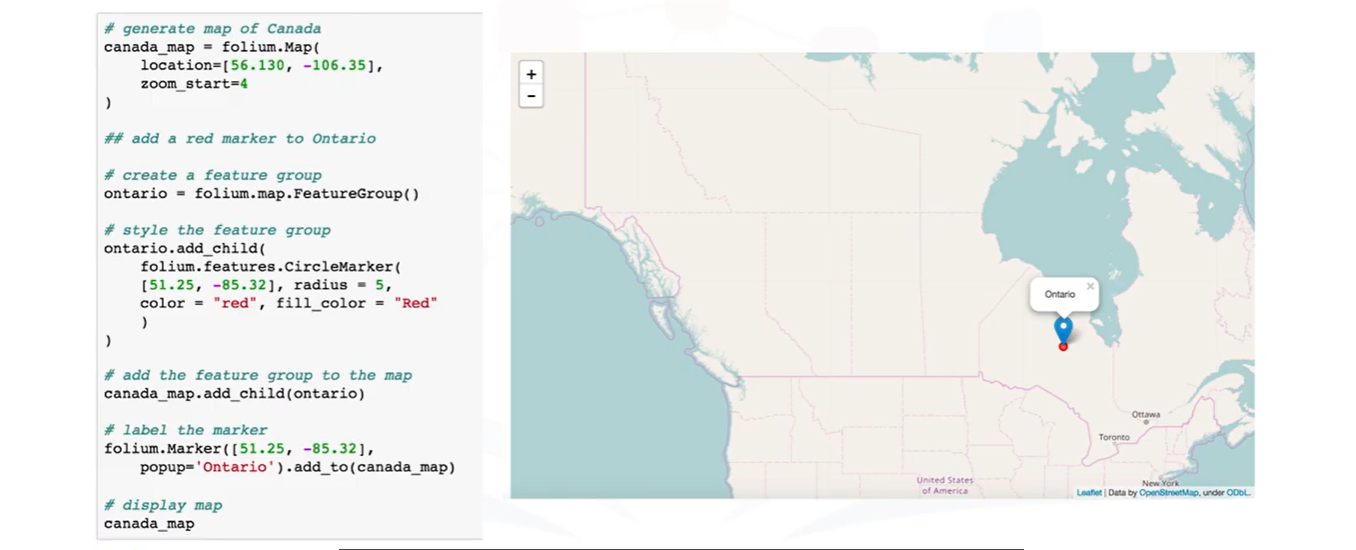 # generate map of Canada
canada_map = folium.Map(
    location=[56.130, -106.35],
    zoom_start=4
)
## add a red marker to Ontario
# create a feature group
ontario = folium.map.FeatureGroup()
# style the feature group
ontario.add_child(
    folium.features.CircleMarker(
    [51.25, -85.32], radius = 5,
    color = "red", fill_color = "Red"
    )
)
# add the feature group to the map
canada_map.add_child(ontario)
# label the marker
folium.Marker([51.25, -85.32],
    popup='Ontario').add_to(canada_map)
# display map
canada_map
+
−
Ontario
×
Ottawa
Toronto
New York
United States
of America
Leaflet | Data by OpenStreetMap, under ODbL.